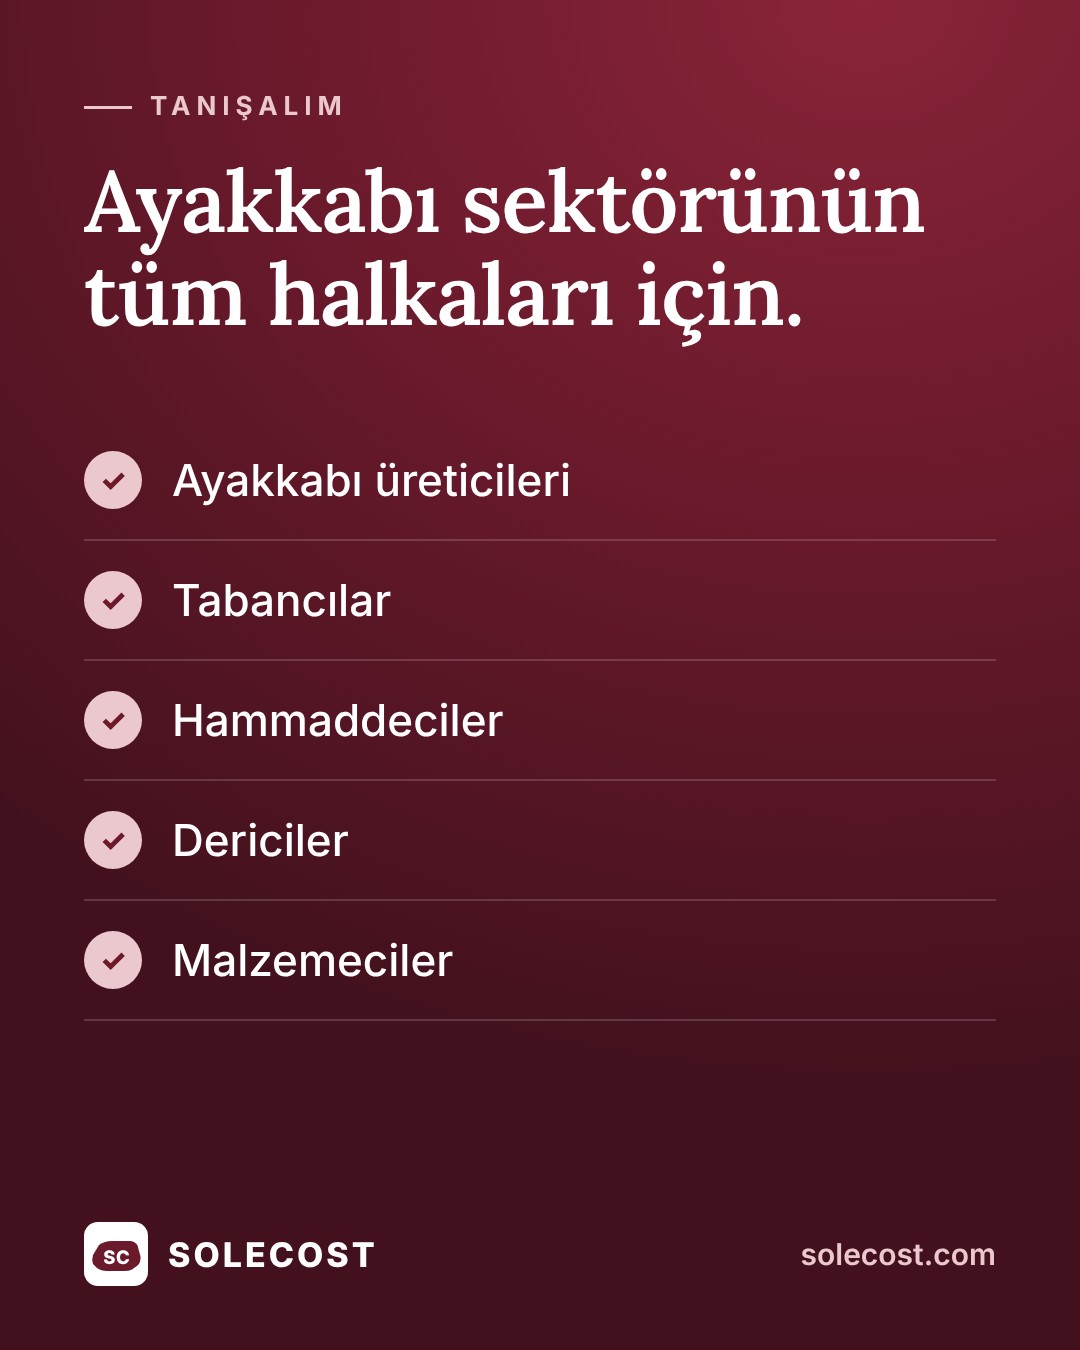 TANIŞALIM
Ayakkabı sektörünün
tüm halkaları için.
Ayakkabı üreticileri
Tabancılar
Hammaddeciler
Dericiler
Malzemeciler
SC SOLECOST
solecost.com